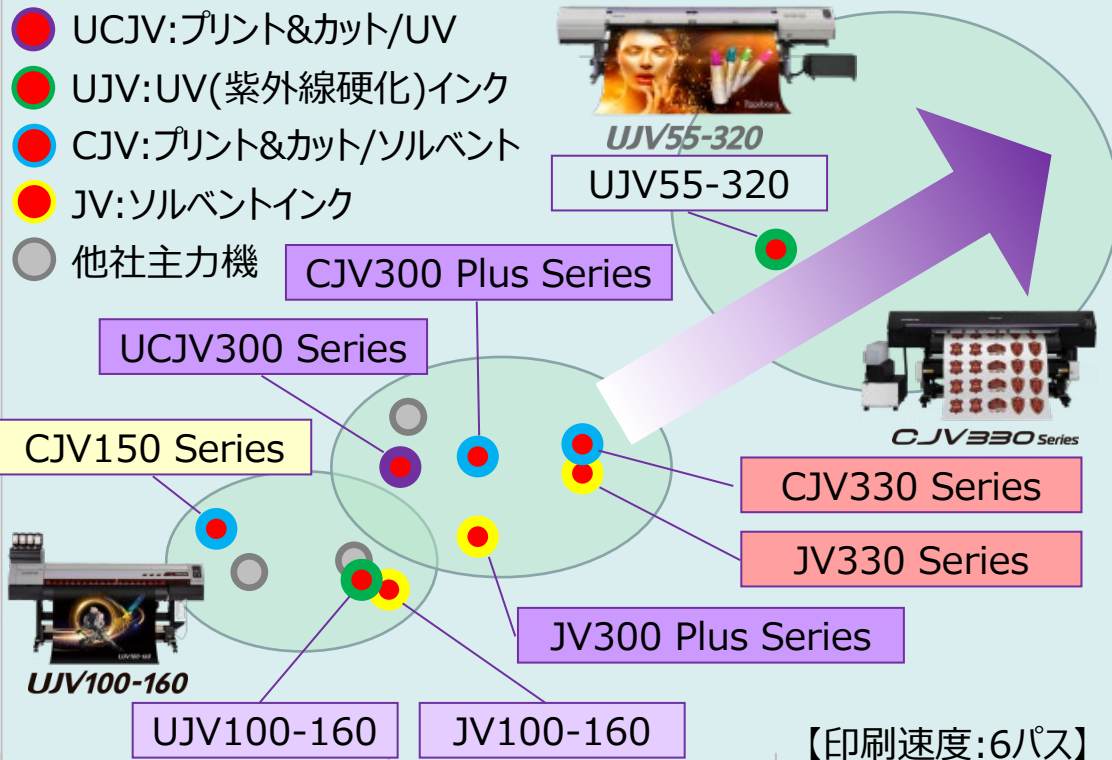 UCJV:プリント&カット/UV
UJV:UV(紫外線硬化)インク
CJV:プリント&カット/ソルベント
JV:ソルベントインク
他社主力機
UJV55-320
UJV55-320
CJV300 Plus Series
UCJV300 Series
CJV150 Series
CJV330 Series
CJV330 Series
JV330 Series
JV300 Plus Series
UJV100-160
UJV100-160
JV100-160
【印刷速度:6パス】